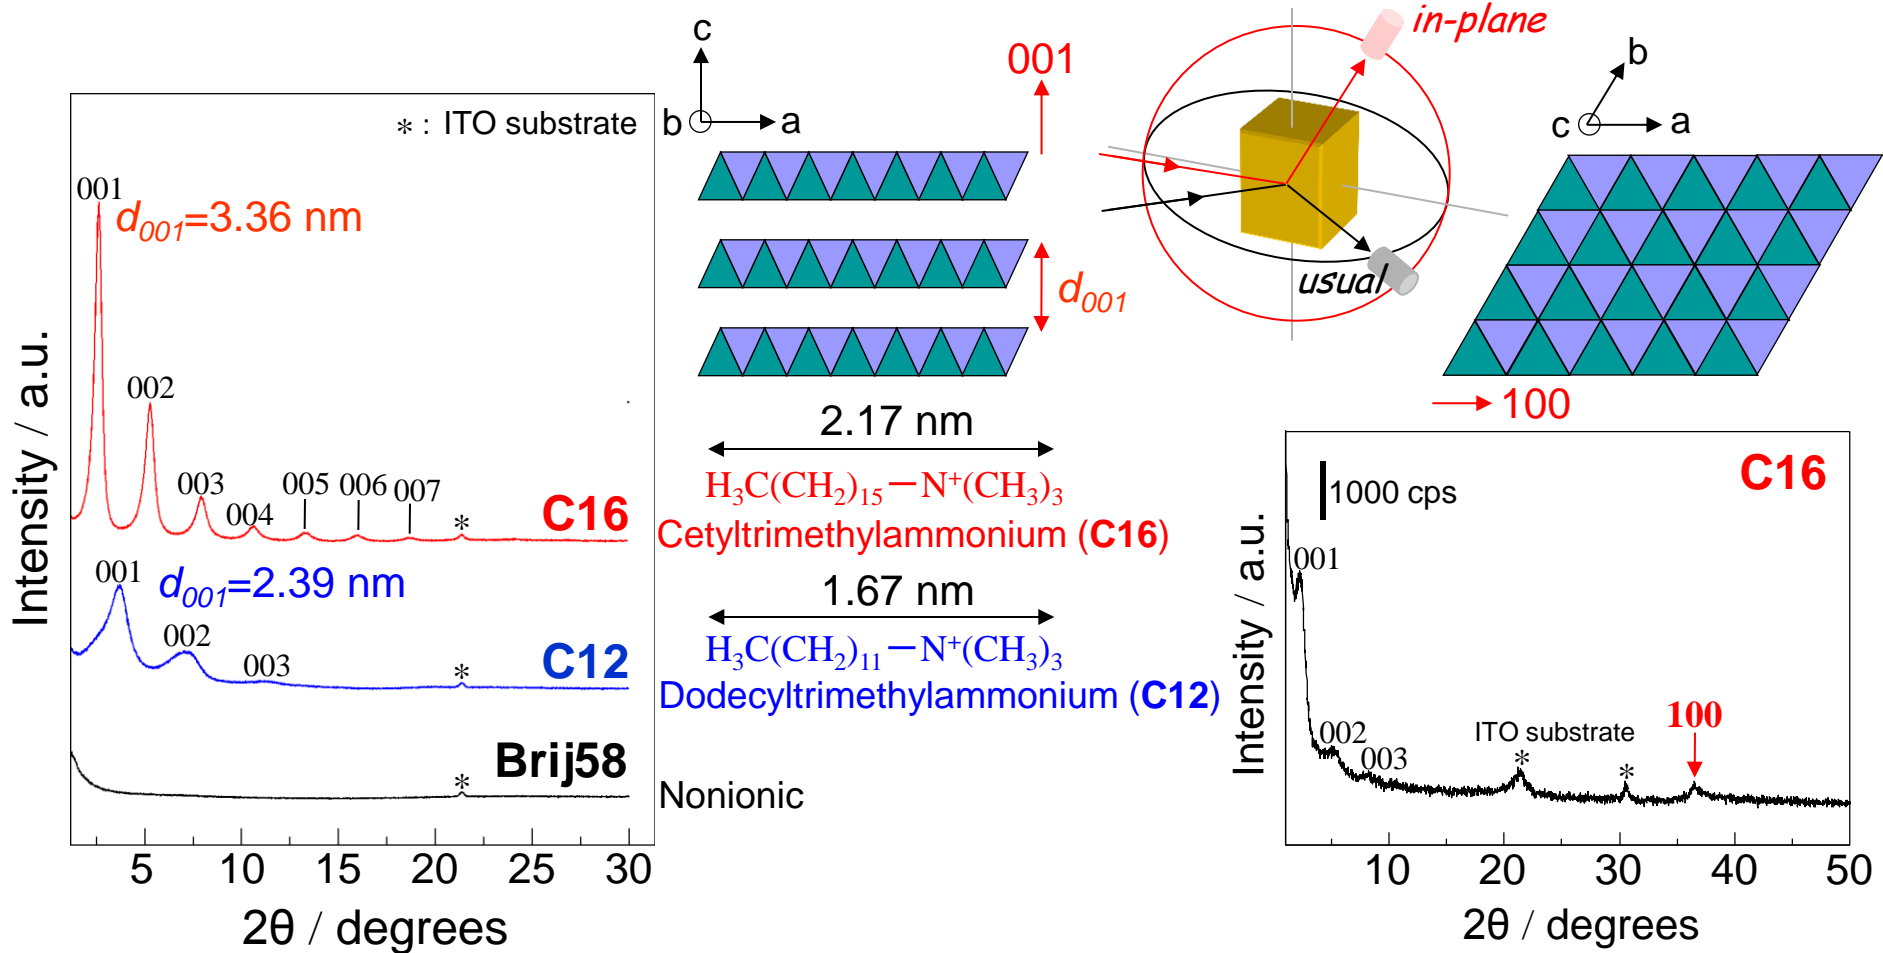 * : ITO substrate
001
d001=3.36 nm
002
003
004
005
006
007
*
C16
001
d001=2.39 nm
002
003
*
C12
Brij58
*
5
10
15
20
25
30
2θ / degrees
Intensity / a.u.
c
b
a
001
d001
in-plane
usual
b
c
a
100
2.17 nm
H3C(CH2)15—N+(CH3)3
Cetyltrimethylammonium (C16)
1.67 nm
H3C(CH2)11—N+(CH3)3
Dodecyltrimethylammonium (C12)
Nonionic
C16
1000 cps
001
002
003
ITO substrate
*
*
100
10
20
30
40
50
2θ / degrees
Intensity / a.u.